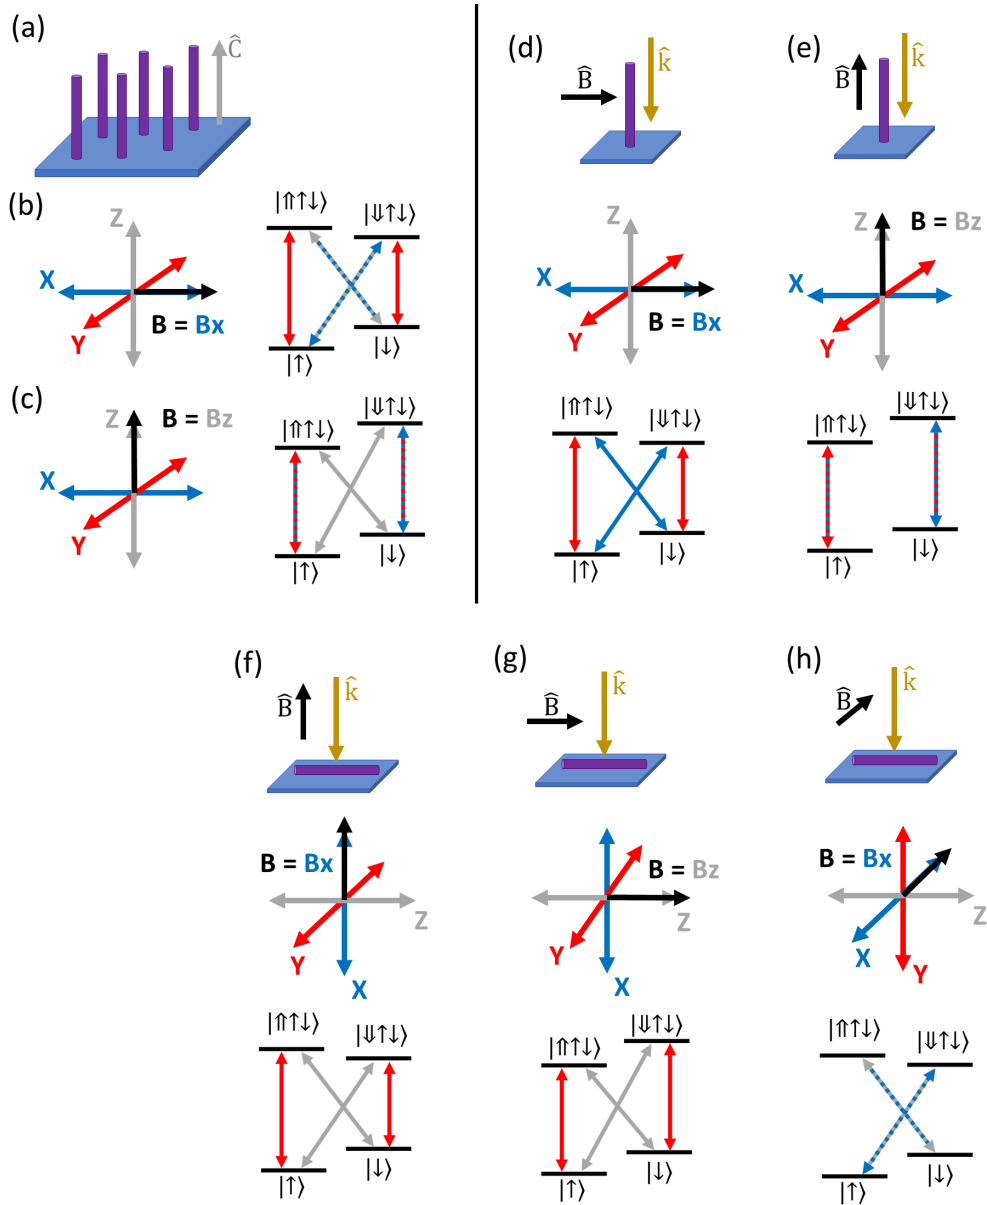 (a)
Ĉ
(b)
Z
X
Y
B = Bx
|⇑↑↓⟩
|⇓↑↓⟩
|↑⟩
|↓⟩
(c)
Z
B = Bz
X
Y
|⇑↑↓⟩
|⇓↑↓⟩
|↑⟩
|↓⟩
(d)
B̂
k̂
Z
X
Y
B = Bx
|⇑↑↓⟩
|⇓↑↓⟩
|↑⟩
|↓⟩
(e)
B̂
k̂
Z
B = Bz
X
Y
|⇑↑↓⟩
|⇓↑↓⟩
|↑⟩
|↓⟩
(f)
B̂
k̂
B = Bx
Z
Y
X
|⇑↑↓⟩
|⇓↑↓⟩
|↑⟩
|↓⟩
(g)
B̂
k̂
B = Bz
Z
Y
X
|⇑↑↓⟩
|⇓↑↓⟩
|↑⟩
|↓⟩
(h)
B̂
k̂
B = Bx
Z
X
Y
|⇑↑↓⟩
|⇓↑↓⟩
|↑⟩
|↓⟩